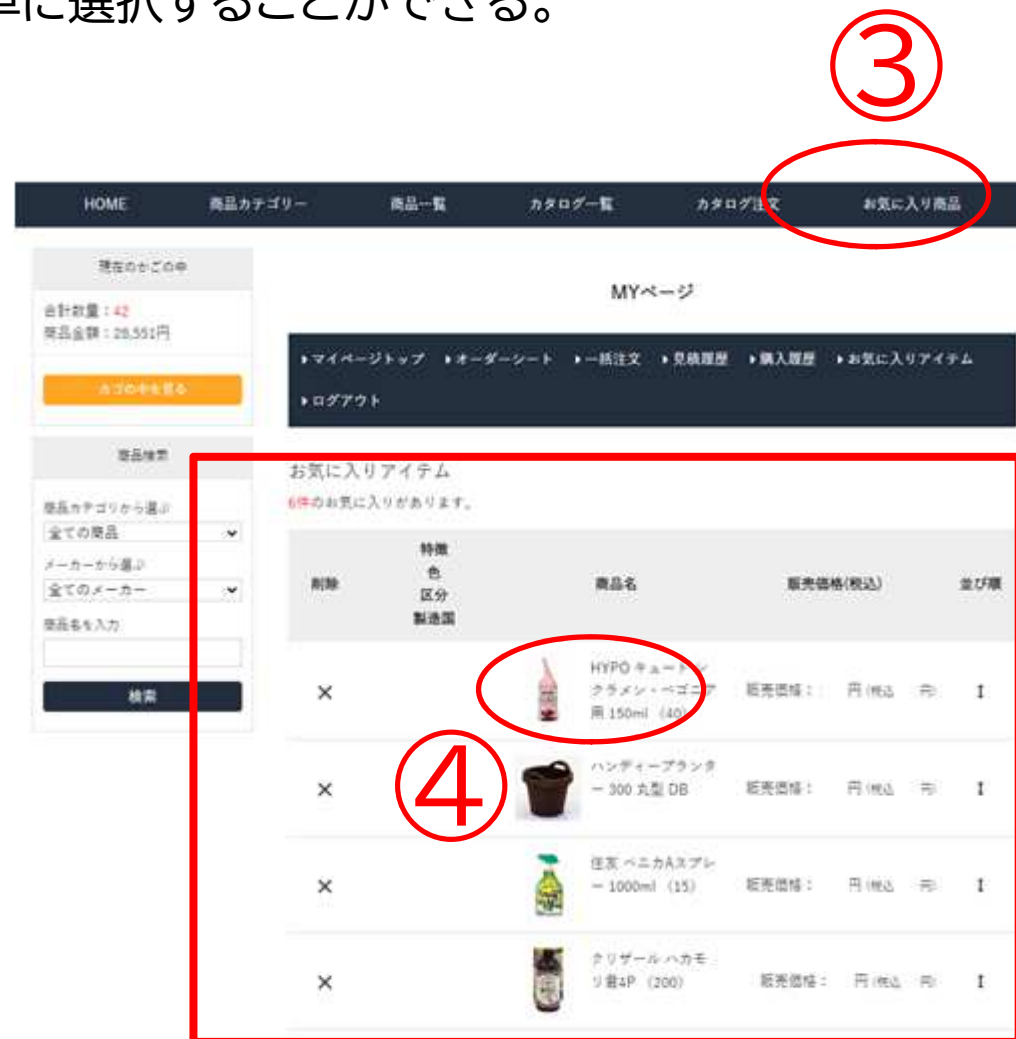 単に選択することができる。
③
HOME 商品カテゴリー 商品一覧 カタログ一覧 カタログ注文 お気に入り商品
現在のかごの中
合計数量：42
商品金額：28,551円
カゴの中を見る
商品検索
商品カテゴリから選ぶ
全ての商品
メーカーから選ぶ
全てのメーカー
商品名を入力
検索
MYページ
マイページトップ オーダーシート 一括注文 見積履歴 購入履歴 お気に入りアイテム
ログアウト
お気に入りアイテム
6件のお気に入りがあります。
削除
特徴
色
区分
製造国
商品名
販売価格(税込)
並び順
HYPO キュート シ
クラメン・ベゴニア
用 150ml （40）
販売価格： 円 (税込 円)
④
ハンディープランタ
ー 300 丸型 DB
販売価格： 円 (税込 円)
住友 ベニカAスプレ
ー 1000ml （15）
販売価格： 円 (税込 円)
クリザール ハカモ
リ君4P （200）
販売価格： 円 (税込 円)